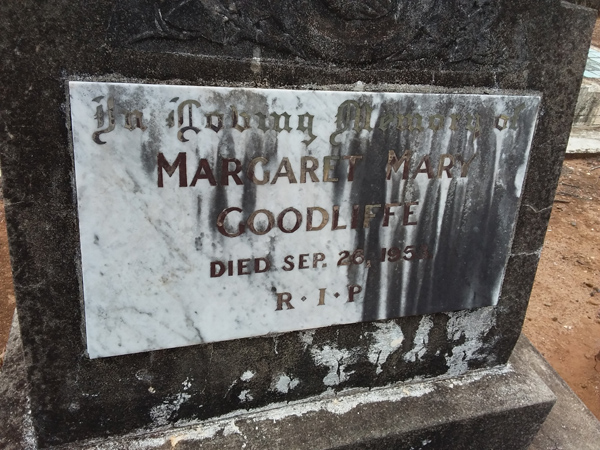 In Loving Memory of
MARGARET MARY
GOODLIFFE
DIED SEP. 26,
R·I·P